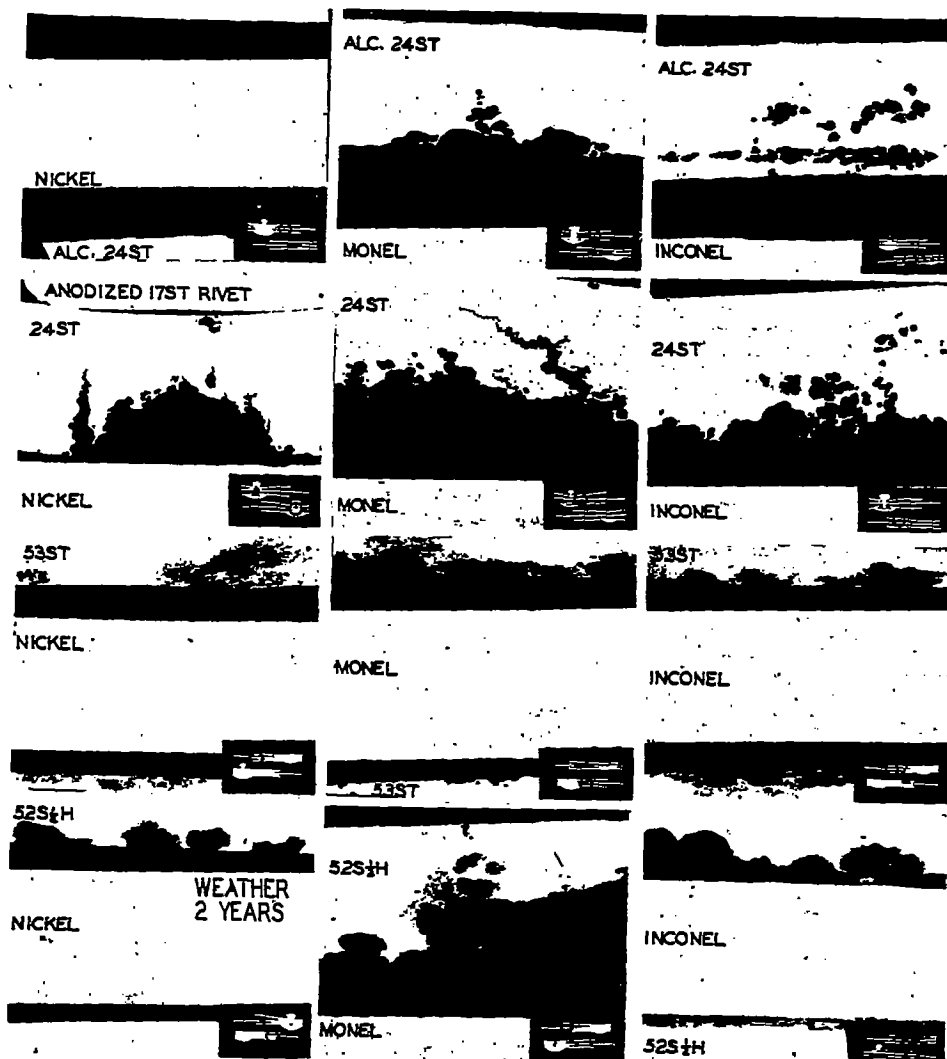 NICKEL
ALC. 24ST
ALC. 24ST
MONEL
ALC. 24ST
INCONEL
ANODIZED 17ST RIVET
24ST
NICKEL
24ST
MONEL
24ST
INCONEL
53ST
NICKEL
MONEL
53ST
53ST
INCONEL
52S½H
WEATHER
2 YEARS
NICKEL
52S½H
MONEL
INCONEL
52S½H